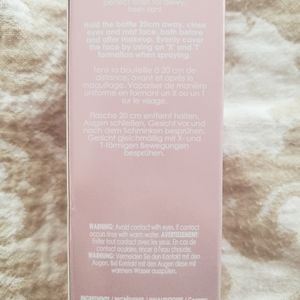 perfect finish for dewy,
Hold the bottle 20cm away, close
eyes and mist face, both before
and after makeup. Evenly cover
the face by using an 'X' and 'T'
formation when spraying.
Tenir la bouteille à 20 cm de
distance, avant et après le
maquillage. Vaporiser de manière
uniforme en formant un X ou un T
sur le visage.
Flasche 20 cm entfernt halten,
Augen schließen, Gesicht vor und
nach dem Schminken besprühen.
Gesicht gleichmäßig mit X- und
T-förmigen Bewegungen
besprühen.
WARNING: Avoid contact with eyes, if contact
occurs rinse with warm water. AVERTISSEMENT:
Éviter tout contact avec les yeux. En cas de
contact oculaire, rincer à l'eau chaude.
WARNUNG: Vermeiden Sie den Kontakt mit den
Augen. Bei Kontakt mit den Augen diese mit
warmem Wasser ausspülen.